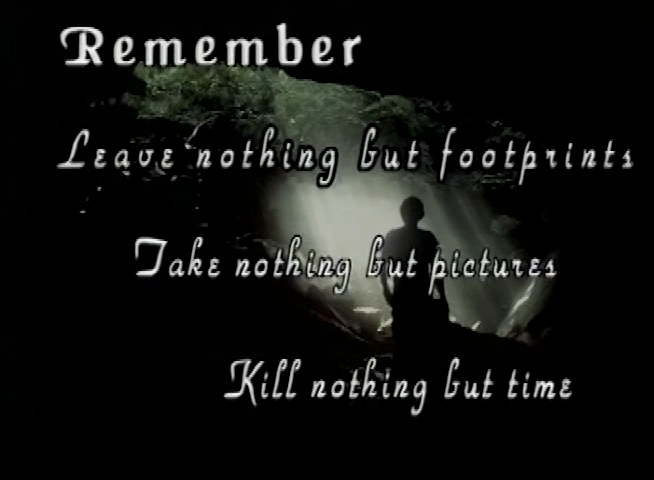 Remember
Leave nothing but footprints
Take nothing but pictures
Kill nothing but time